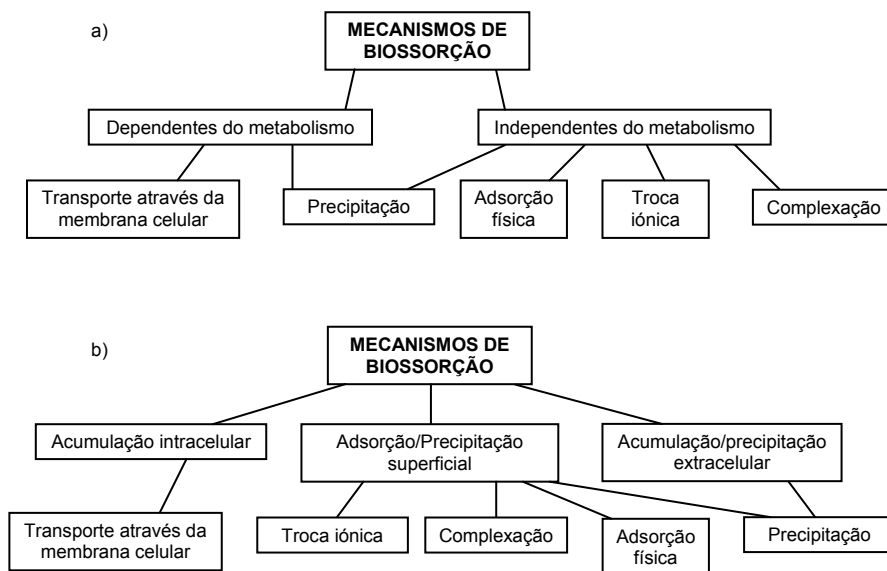 a)
MECANISMOS DE
BIOSSORÇÃO
Dependentes do metabolismo
Independentes do metabolismo
Transporte através da
membrana celular
Precipitação
Adsorção
física
Troca
iónica
Complexação
b)
MECANISMOS DE
BIOSSORÇÃO
Acumulação intracelular
Adsorção/Precipitação
superficial
Acumulação/precipitação
extracelular
Transporte através da
membrana celular
Troca iónica
Complexação
Adsorção
física
Precipitação